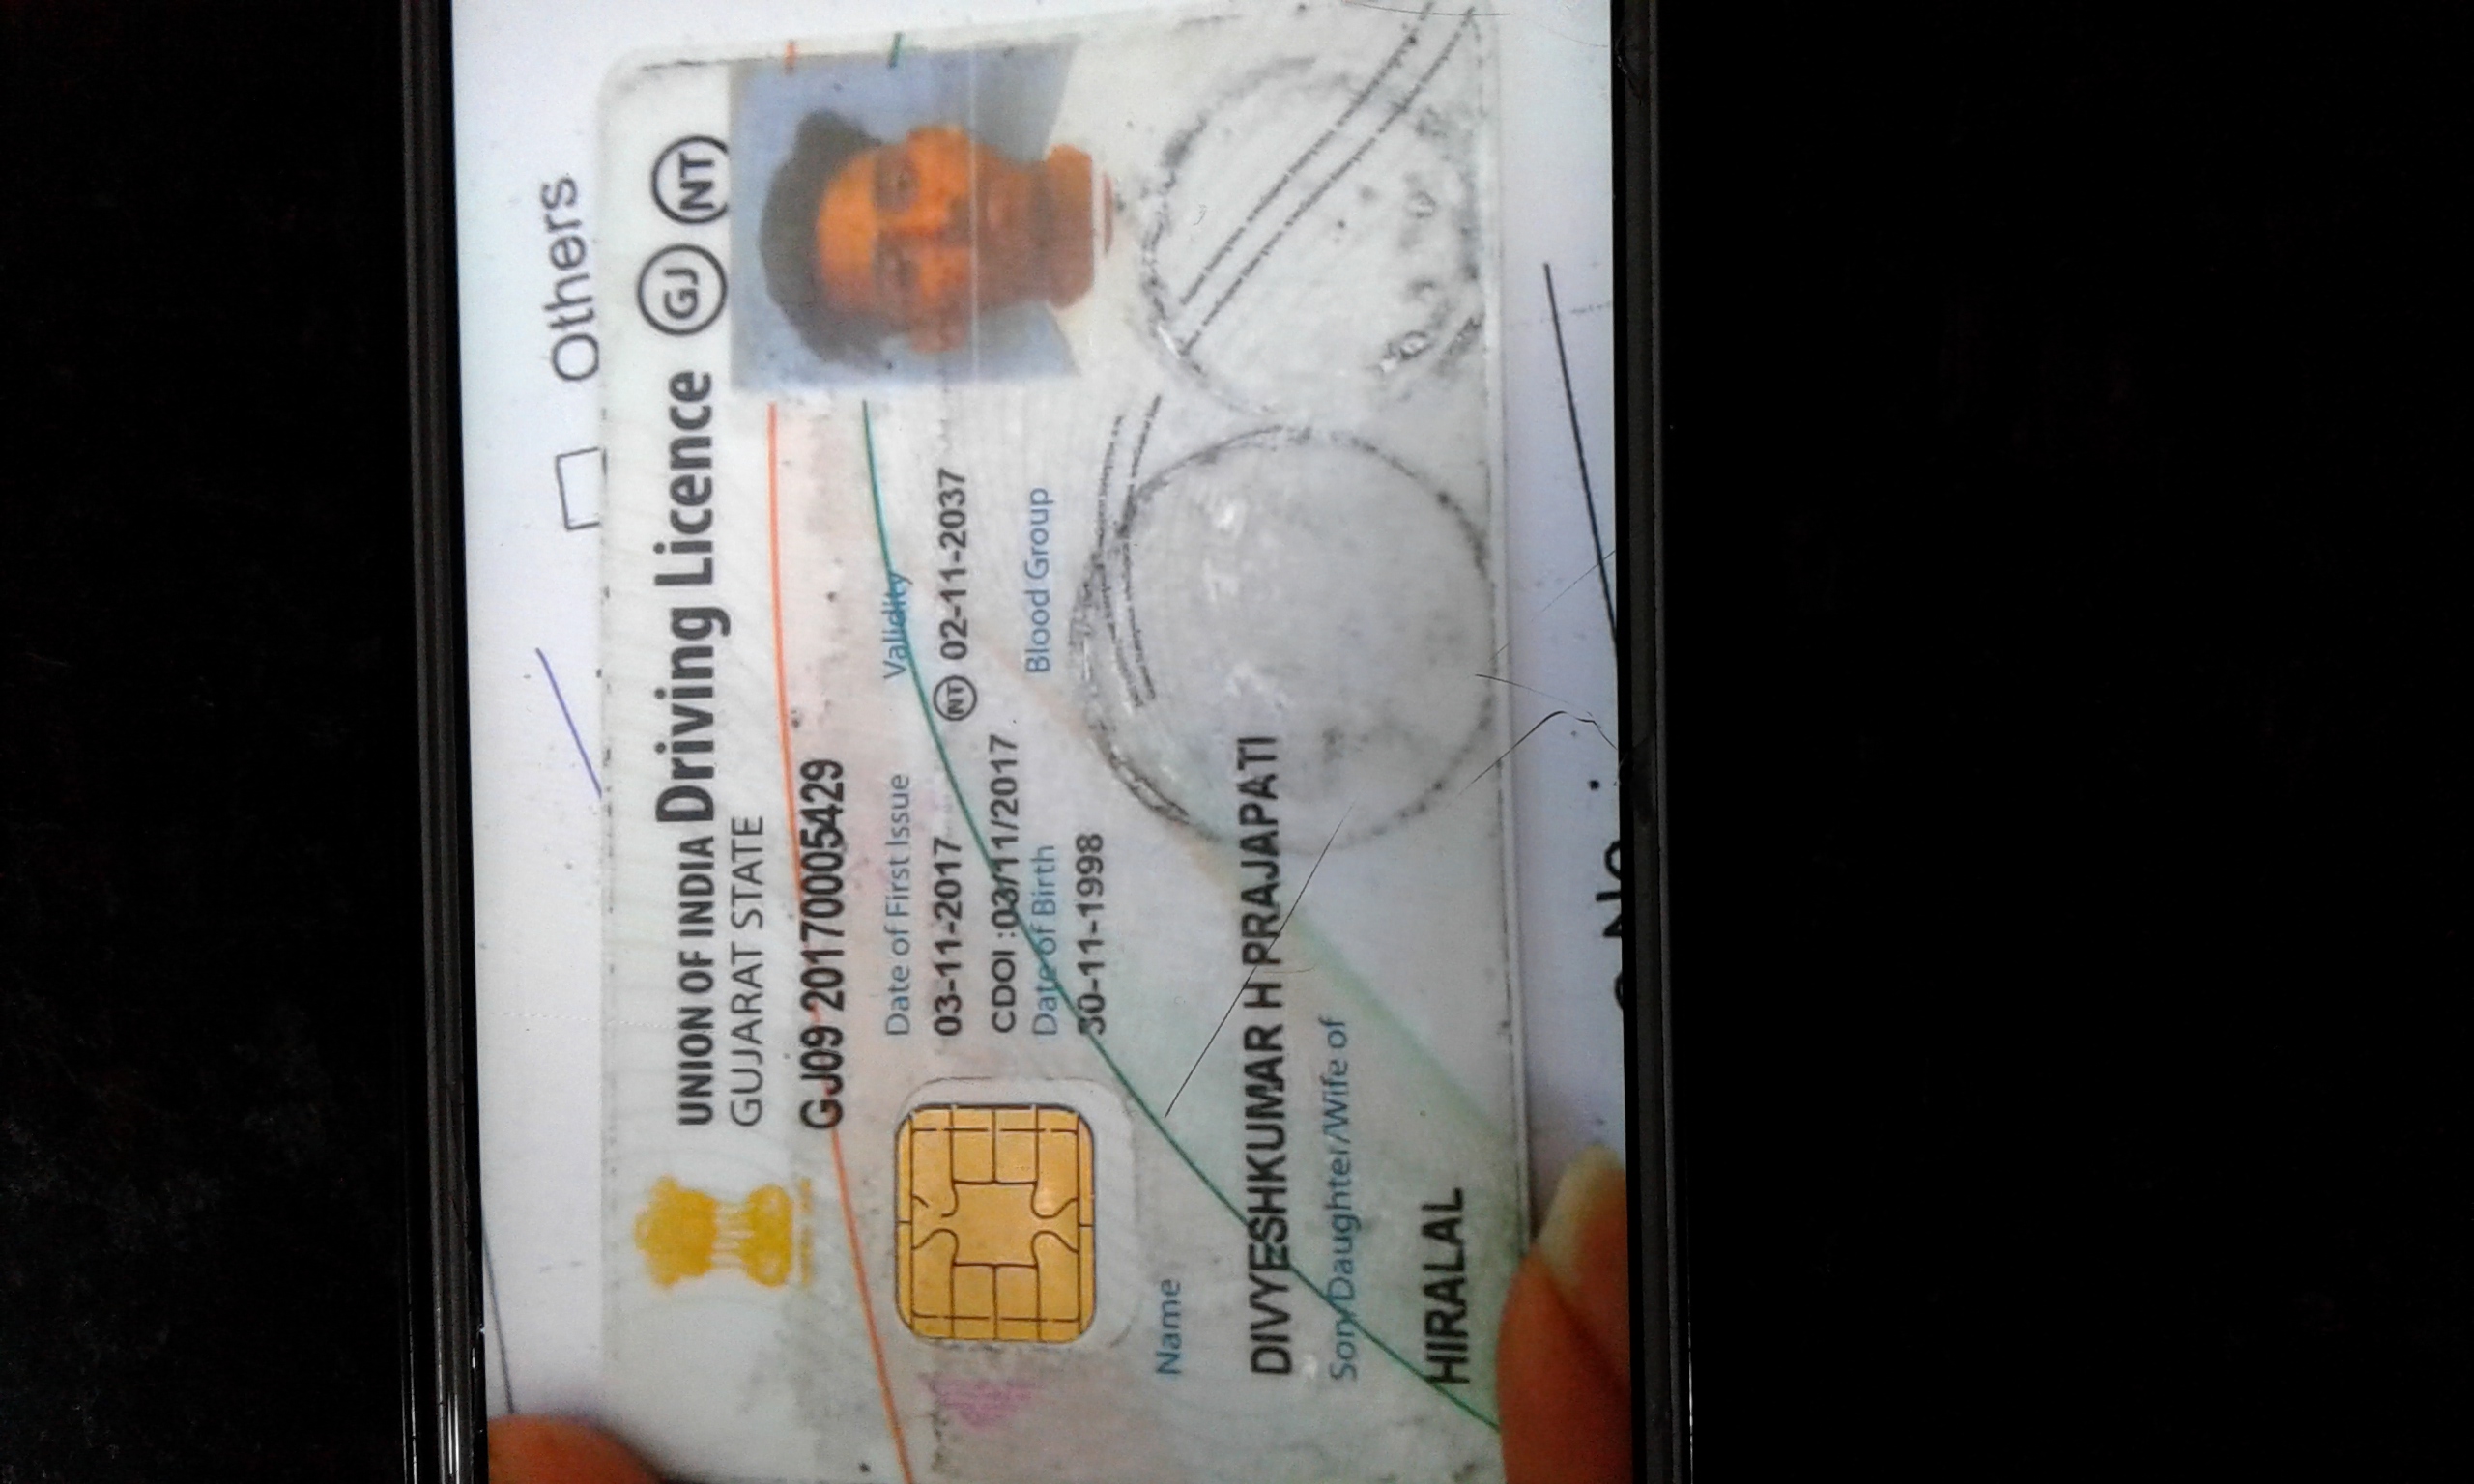 Others
UNION OF INDIA Driving Licence GJ NT
GUJARAT STATE
GJ09 20170005429
Date of First Issue Validity
03-11-2017 NT 02-11-2037
CDOI :03/11/2017
Date of Birth Blood Group
30-11-1998
Name
DIVYESHKUMAR H PRAJAPATI
Son/Daughter/Wife of
HIRALAL
No :